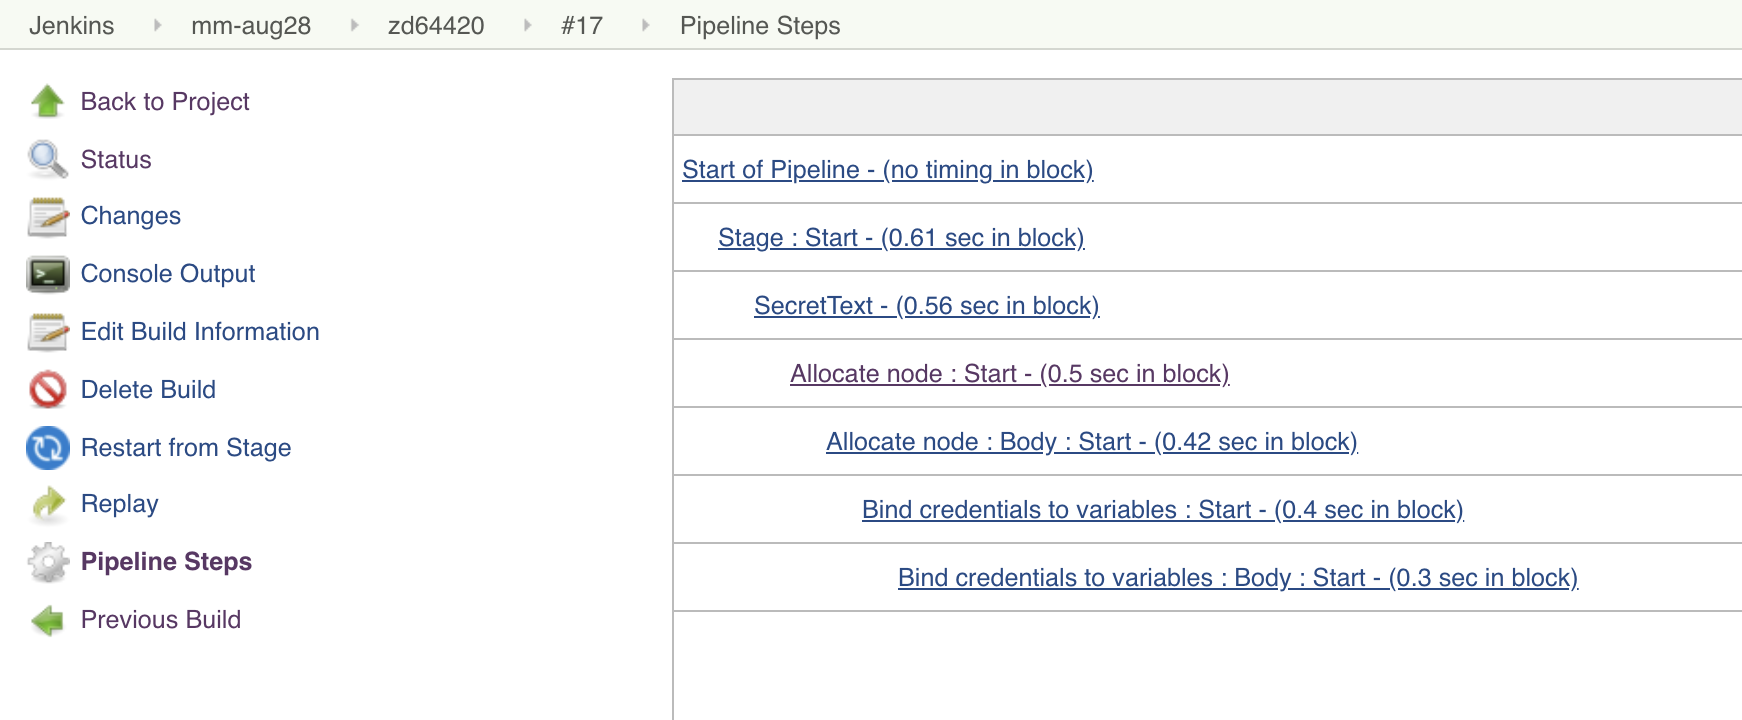 Jenkins mm-aug28 zd64420 #17 Pipeline Steps
Back to Project
Status
Changes
Console Output
Edit Build Information
Delete Build
Restart from Stage
Replay
Pipeline Steps
Previous Build
Start of Pipeline - (no timing in block)
Stage : Start - (0.61 sec in block)
SecretText - (0.56 sec in block)
Allocate node : Start - (0.5 sec in block)
Allocate node : Body : Start - (0.42 sec in block)
Bind credentials to variables : Start - (0.4 sec in block)
Bind credentials to variables : Body : Start - (0.3 sec in block)